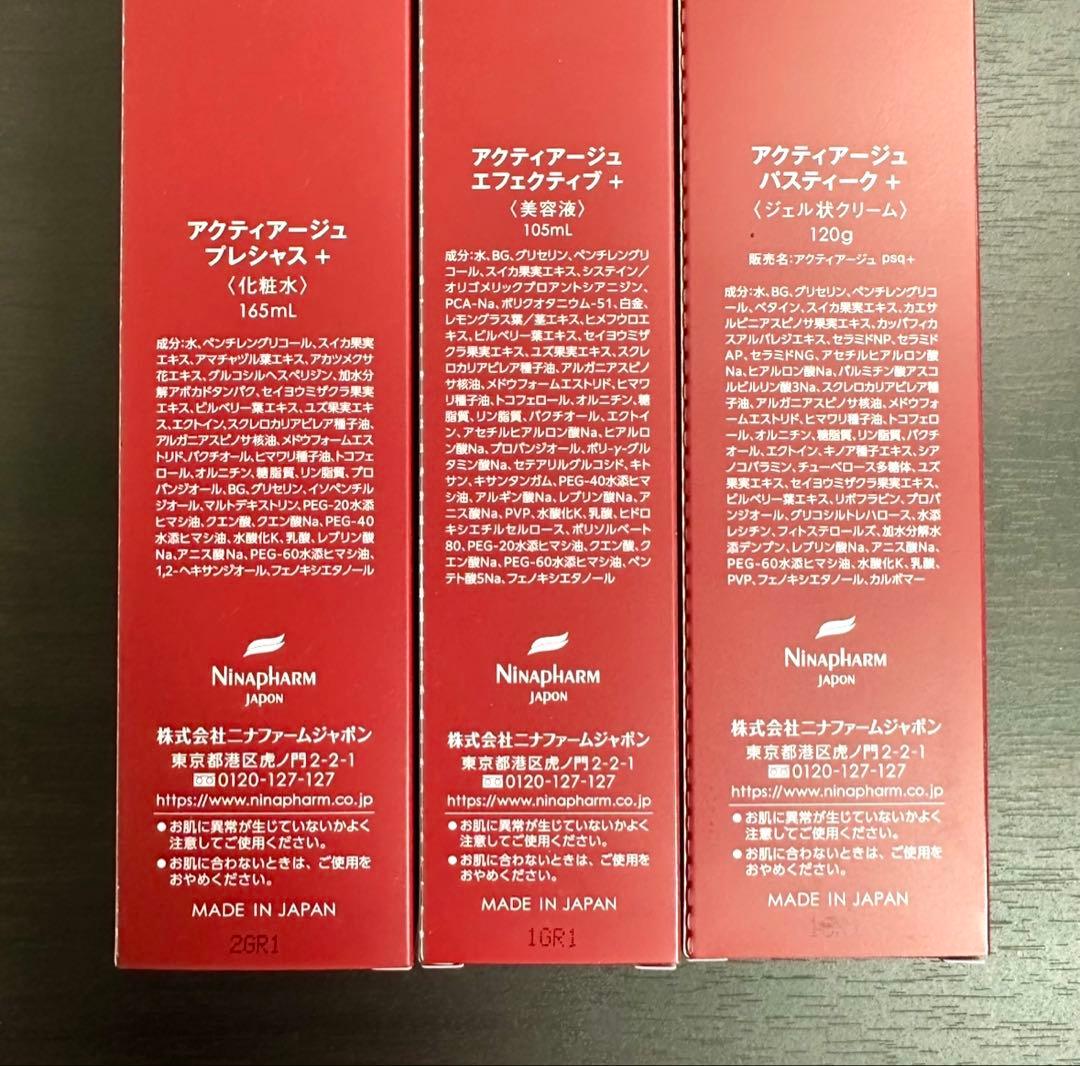 アクティアージュ
プレシャス +
〈化粧水〉
165mL
成分:水、ペンチレングリコール、スイカ果実
エキス、アマチャヅル葉エキス、アカツメクサ
花エキス、グルコシルヘスペリジン、加水分
解アボカドタンパク、セイヨウミザクラ果実
エキス、ビルベリー葉エキス、ユズ果実エキ
ス、エクトイン、スクレロカリアビレア種子油、
アルガニアスピノサ核油、メドウフォームエス
トリド、バクチオール、ヒマワリ種子油、トコフェ
ロール、オルニチン、糖脂質、リン脂質、プロ
パンジオール、BG、グリセリン、イソペンチル
ジオール、マルトデキストリン、PEG-20水添
ヒマシ油、クエン酸、クエン酸Na、PEG-40
水添ヒマシ油、水酸化K、乳酸、レブリン酸
Na、アニス酸Na、PEG-60水添ヒマシ油、
1,2-ヘキサンジオール、フェノキシエタノール
NINAPHARM
JAPON
株式会社ニナファームジャポン
東京都港区虎ノ門2-2-1
0120-127-127
https://www.ninapharm.co.jp
●お肌に異常が生じていないかよく
注意してご使用ください。
●お肌に合わないときは、ご使用を
おやめください。
MADE IN JAPAN
2GR1
アクティアージュ
エフェクティブ +
〈美容液〉
105mL
成分:水、BG、グリセリン、ペンチレングリ
コール、スイカ果実エキス、システイン/
オリゴメリックプロアントシアニジン、
PCA-Na、ポリクオタニウム-51、白金、
レモングラス葉/茎エキス、ヒメフウロエ
キス、ビルベリー葉エキス、セイヨウミザ
クラ果実エキス、ユズ果実エキス、スクレ
ロカリアビレア種子油、アルガニアスピノ
サ核油、メドウフォームエストリド、ヒマワ
リ種子油、トコフェロール、オルニチン、糖
脂質、リン脂質、バクチオール、エクトイ
ン、アセチルヒアルロン酸Na、ヒアルロ
ン酸Na、プロパンジオール、ポリ-γ-グル
タミン酸Na、セテアリルグルコシド、キト
サン、キサンタンガム、PEG-40水添ヒマ
シ油、アルギン酸Na、レブリン酸Na、ア
ニス酸Na、PVP、水酸化K、乳酸、ヒドロ
キシエチルセルロース、ポリソルベート
80、PEG-20水添ヒマシ油、クエン酸、ク
エン酸Na、PEG-60水添ヒマシ油、ペン
テト酸5Na、フェノキシエタノール
NINAPHARM
JAPON
株式会社ニナファームジャポン
東京都港区虎ノ門2-2-1
0120-127-127
https://www.ninapharm.co.jp
●お肌に異常が生じていないかよく
注意してご使用ください。
●お肌に合わないときは、ご使用を
おやめください。
MADE IN JAPAN
1GR1
アクティアージュ
パスティーク +
〈ジェル状クリーム〉
120g
販売名:アクティアージュ psq+
成分:水、BG、グリセリン、ペンチレングリコ
ール、ベタイン、スイカ果実エキス、カエサ
ルピニアスピノサ果実エキス、カッパフィカ
スアルバレジエキス、セラミドNP、セラミド
AP、セラミドNG、アセチルヒアルロン酸
Na、ヒアルロン酸Na、パルミチン酸アスコ
ルビルリン酸3Na、スクレロカリアビレア種
子油、アルガニアスピノサ核油、メドウフォ
ームエストリド、ヒマワリ種子油、トコフェロ
ール、オルニチン、糖脂質、リン脂質、バクチ
オール、エクトイン、キノア種子エキス、シア
ノコバラミン、チューベロース多糖体、ユズ
果実エキス、セイヨウミザクラ果実エキス、
ビルベリー葉エキス、リボフラビン、プロパ
ンジオール、グリコシルトレハロース、水添
レシチン、フィトステロールズ、加水分解水
添デンプン、レブリン酸Na、アニス酸Na、
PEG-60水添ヒマシ油、水酸化K、乳酸、
PVP、フェノキシエタノール、カルボマー
NINAPHARM
JAPON
株式会社ニナファームジャポン
東京都港区虎ノ門2-2-1
0120-127-127
https://www.ninapharm.co.jp
●お肌に異常が生じていないかよく
注意してご使用ください。
●お肌に合わないときは、ご使用を
おやめください。
MADE IN JAPAN